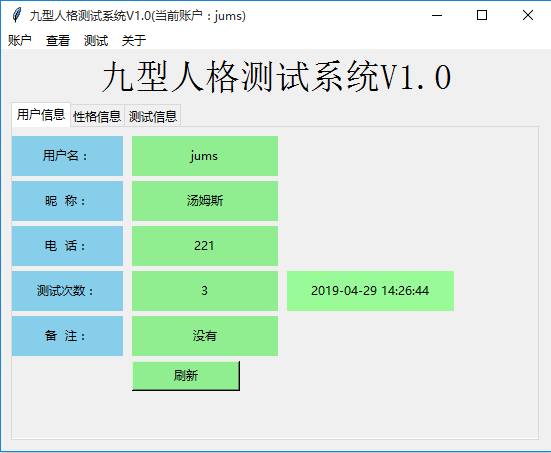 九型人格测试系统V1.0(当前账户：jums)
账户 查看 测试 关于
九型人格测试系统V1.0
用户信息 性格信息 测试信息
用户名： jums
昵 称： 汤姆斯
电 话： 221
测试次数： 3 2019-04-29 14:26:44
备 注： 没有
刷新